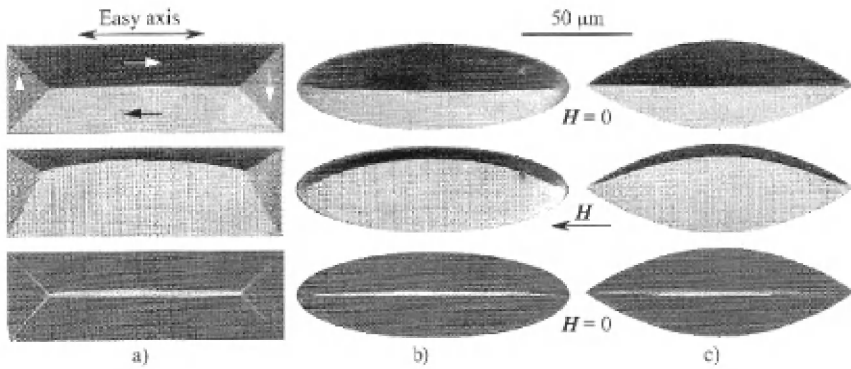 Easy axis
50 µm
H = 0
H
H = 0
a)
b)
c)